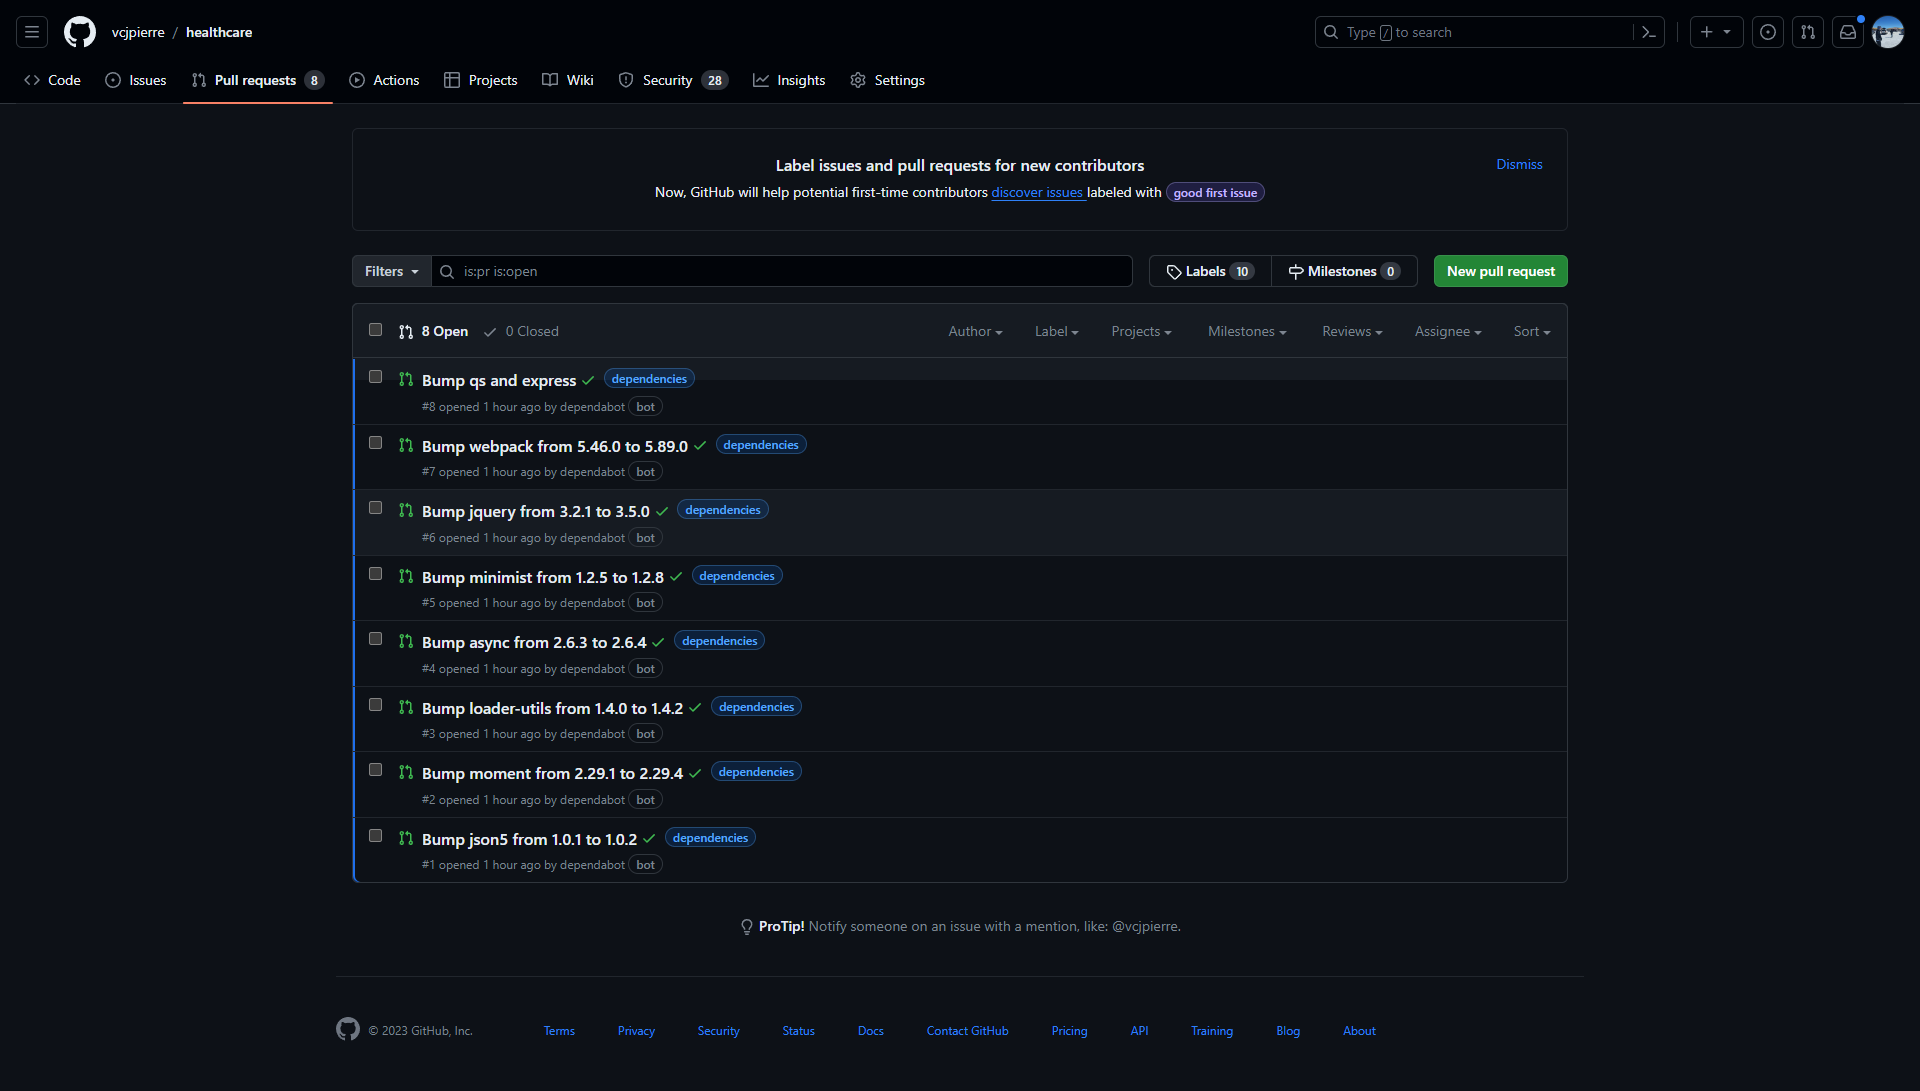 vcjpierre / healthcare
Type / to search
Code Issues Pull requests 8 Actions Projects Wiki Security 28 Insights Settings
Label issues and pull requests for new contributors
Dismiss
Now, GitHub will help potential first-time contributors discover issues labeled with good first issue
Filters is:pr is:open Labels 10 Milestones 0 New pull request
8 Open 0 Closed Author Label Projects Milestones Reviews Assignee Sort
Bump qs and express dependencies
#8 opened 1 hour ago by dependabot bot
Bump webpack from 5.46.0 to 5.89.0 dependencies
#7 opened 1 hour ago by dependabot bot
Bump jquery from 3.2.1 to 3.5.0 dependencies
#6 opened 1 hour ago by dependabot bot
Bump minimist from 1.2.5 to 1.2.8 dependencies
#5 opened 1 hour ago by dependabot bot
Bump async from 2.6.3 to 2.6.4 dependencies
#4 opened 1 hour ago by dependabot bot
Bump loader-utils from 1.4.0 to 1.4.2 dependencies
#3 opened 1 hour ago by dependabot bot
Bump moment from 2.29.1 to 2.29.4 dependencies
#2 opened 1 hour ago by dependabot bot
Bump json5 from 1.0.1 to 1.0.2 dependencies
#1 opened 1 hour ago by dependabot bot
ProTip! Notify someone on an issue with a mention, like: @vcjpierre.
© 2023 GitHub, Inc. Terms Privacy Security Status Docs Contact GitHub Pricing API Training Blog About